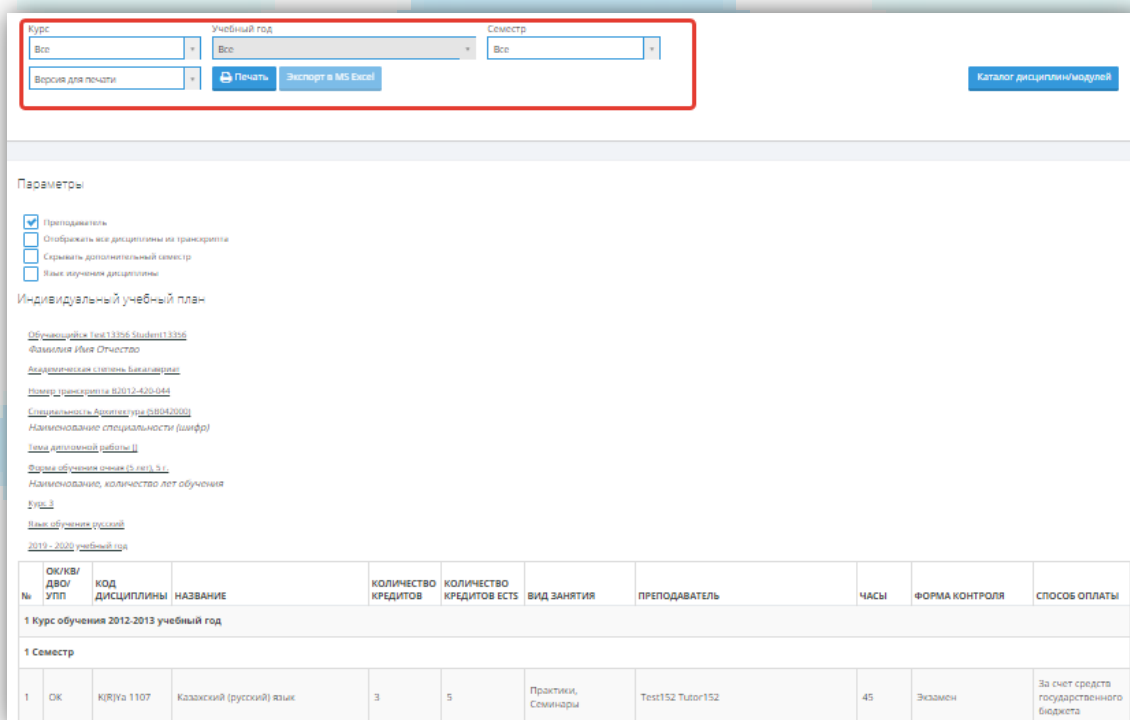 Курс Учебный год Семестр
Все Все Все
Версия для печати Печать Экспорт в MS Excel Каталог дисциплин/модулей
Параметры
Преподаватель
Отображать все дисциплины из транскрипта
Скрывать дополнительный семестр
Язык изучения дисциплины
Индивидуальный учебный план
Обучающийся Test13356 Student13356
Фамилия Имя Отчество
Академическая степень Бакалавриат
Номер транскрипта B2012-420-044
Специальность Архитектура (5B042000)
Наименование специальности (шифр)
Тема дипломной работы []
Форма обучения очная (5 лет), 5 г.
Наименование, количество лет обучения
Курс 3
Язык обучения русский
2019 - 2020 учебный год
№ ОК/КВ/ДВО/УПП КОД ДИСЦИПЛИНЫ НАЗВАНИЕ КОЛИЧЕСТВО КРЕДИТОВ КОЛИЧЕСТВО КРЕДИТОВ ECTS ВИД ЗАНЯТИЯ ПРЕПОДАВАТЕЛЬ ЧАСЫ ФОРМА КОНТРОЛЯ СПОСОБ ОПЛАТЫ
1 Курс обучения 2012-2013 учебный год
1 Семестр
1 ОК K(R)Ya 1107 Казахский (русский) язык 3 5 Практики, Семинары Test152 Tutor152 45 Экзамен За счет средств государственного бюджета